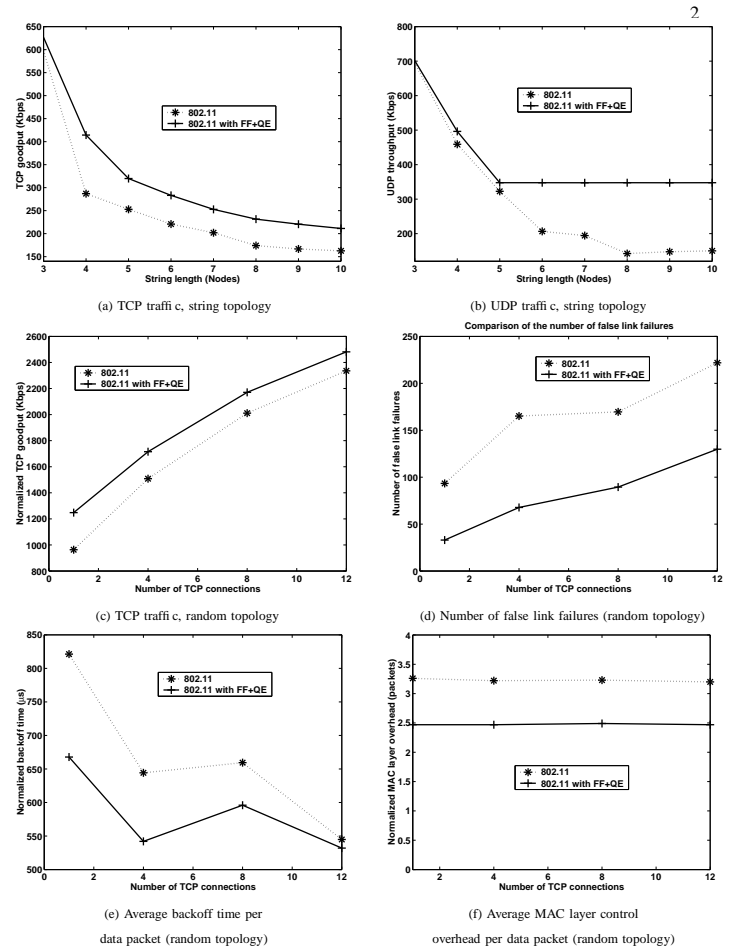 2
650
600
550
500
450
400
350
300
250
200
150
TCP goodput (Kbps)
802.11
802.11 with FF+QE
3 4 5 6 7 8 9 10
String length (Nodes)
(a) TCP traffic, string topology
800
700
600
500
400
300
200
UDP throughput (Kbps)
802.11
802.11 with FF+QE
3 4 5 6 7 8 9 10
String length (Nodes)
(b) UDP traffic, string topology
2600
2400
2200
2000
1800
1600
1400
1200
1000
800
Normalized TCP goodput (Kbps)
802.11
802.11 with FF+QE
0 2 4 6 8 10 12
Number of TCP connections
(c) TCP traffic, random topology
Comparison of the number of false link failures
250
200
150
100
50
0
Number of false link failures
802.11
802.11 with FF+QE
0 2 4 6 8 10 12
Number of TCP connections
(d) Number of false link failures (random topology)
850
800
750
700
650
600
550
500
Normalized backoff time (μs)
802.11
802.11 with FF+QE
0 2 4 6 8 10 12
Number of TCP connections
(e) Average backoff time per
data packet (random topology)
4
3.5
3
2.5
2
1.5
1
0.5
0
Normalized MAC layer overhead (packets)
802.11
802.11 with FF+QE
2 4 6 8 10 12
Number of TCP connections
(f) Average MAC layer control
overhead per data packet (random topology)